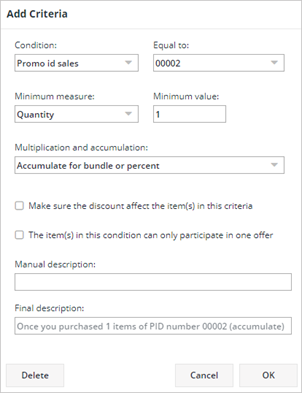 Add Criteria
Condition: Equal to:
Promo id sales 00002
Minimum measure: Minimum value:
Quantity 1
Multiplication and accumulation:
Accumulate for bundle or percent
Make sure the discount affect the item(s) in this criteria
The item(s) in this condition can only participate in one offer
Manual description:
Final description:
Once you purchased 1 items of PID number 00002 (accumulate)
Delete Cancel OK